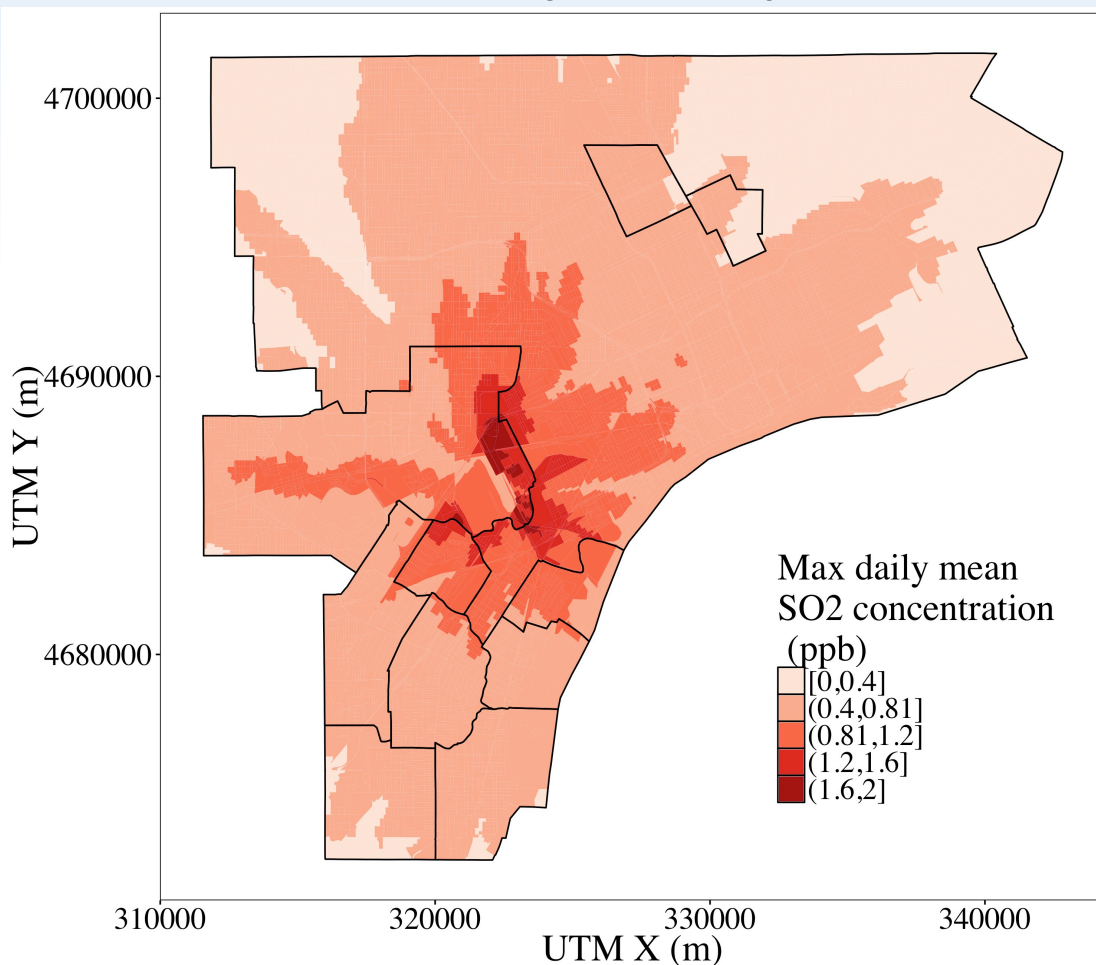 4700000
4690000
4680000
UTM Y (m)
310000
320000
330000
340000
UTM X (m)
Max daily mean
SO2 concentration
(ppb)
[0,0.4]
(0.4,0.81]
(0.81,1.2]
(1.2,1.6]
(1.6,2]